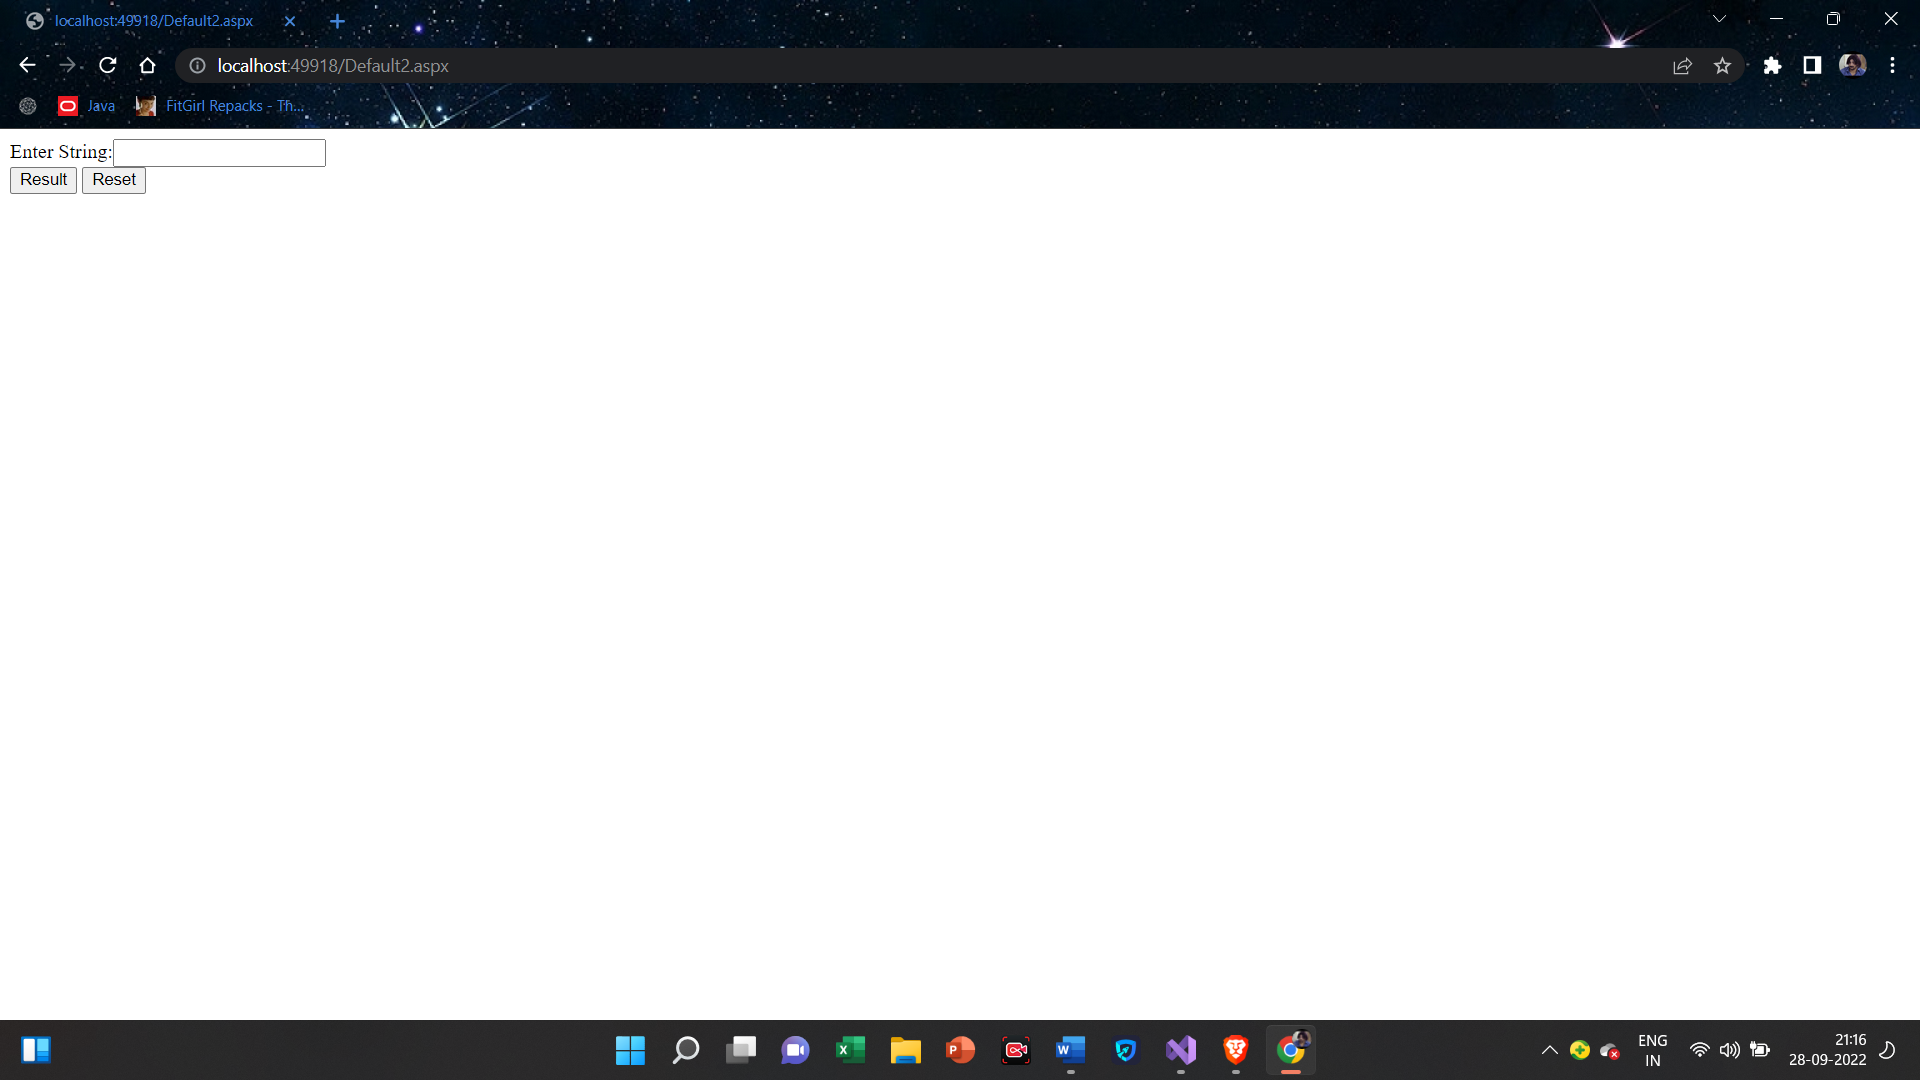 localhost:49918/Default2.aspx
localhost:49918/Default2.aspx
Java FitGirl Repacks - Th...
Enter String:
Result Reset
ENG
IN
21:16
28-09-2022